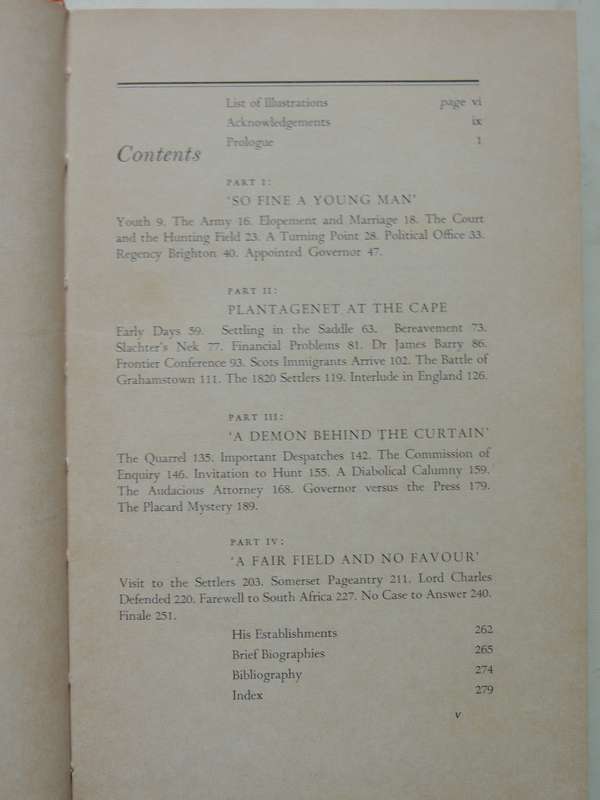 List of Illustrations page vi
Acknowledgements ix
Prologue 1
Contents
PART I:
'SO FINE A YOUNG MAN'
Youth 9. The Army 16. Elopement and Marriage 18. The Court
and the Hunting Field 23. A Turning Point 28. Political Office 33.
Regency Brighton 40. Appointed Governor 47.
PART II:
PLANTAGENET AT THE CAPE
Early Days 59. Settling in the Saddle 63. Bereavement 73.
Slachter's Nek 77. Financial Problems 81. Dr James Barry 86.
Frontier Conference 93. Scots Immigrants Arrive 102. The Battle of
Grahamstown 111. The 1820 Settlers 119. Interlude in England 126.
PART III:
'A DEMON BEHIND THE CURTAIN'
The Quarrel 135. Important Despatches 142. The Commission of
Enquiry 146. Invitation to Hunt 155. A Diabolical Calumny 159.
The Audacious Attorney 168. Governor versus the Press 179.
The Placard Mystery 189.
PART IV:
'A FAIR FIELD AND NO FAVOUR'
Visit to the Settlers 203. Somerset Pageantry 211. Lord Charles
Defended 220. Farewell to South Africa 227. No Case to Answer 240.
Finale 251.
His Establishments 262
Brief Biographies 265
Bibliography 274
Index 279
v